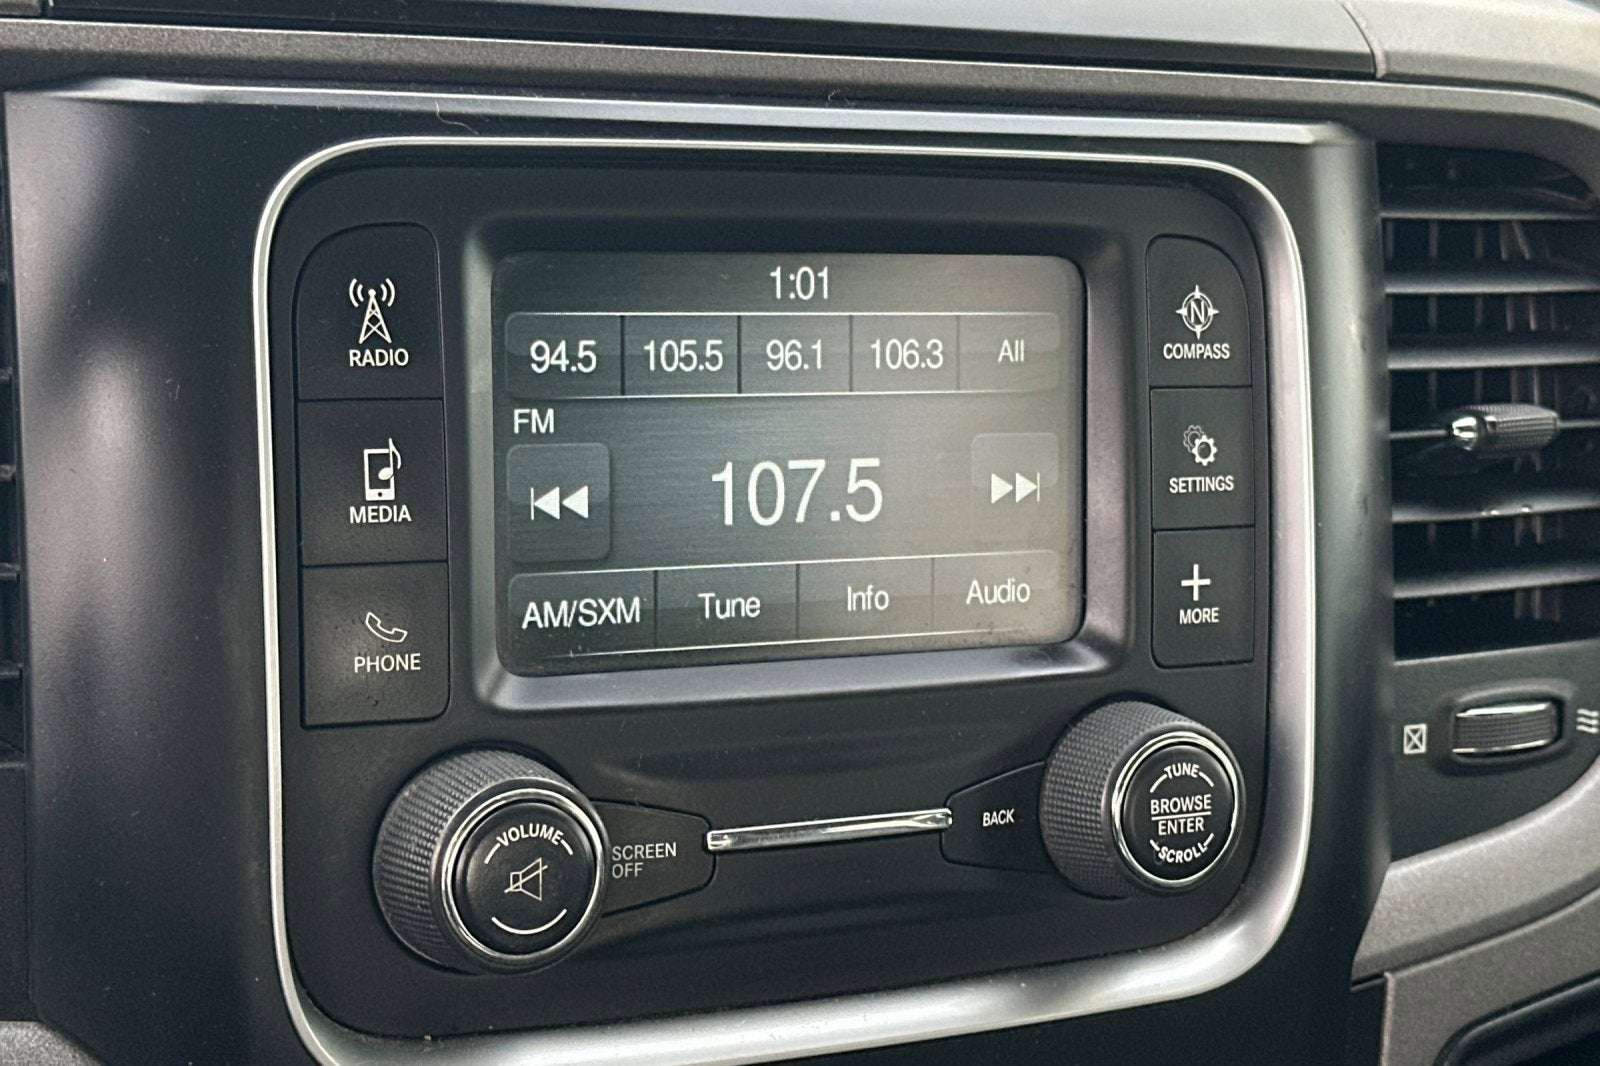 1:01
94.5 105.5 96.1 106.3 All
FM
107.5
AM/SXM Tune Info Audio
RADIO
MEDIA
PHONE
N
COMPASS
SETTINGS
MORE
VOLUME
SCREEN
OFF
BACK
TUNE
BROWSE
ENTER
SCROLL